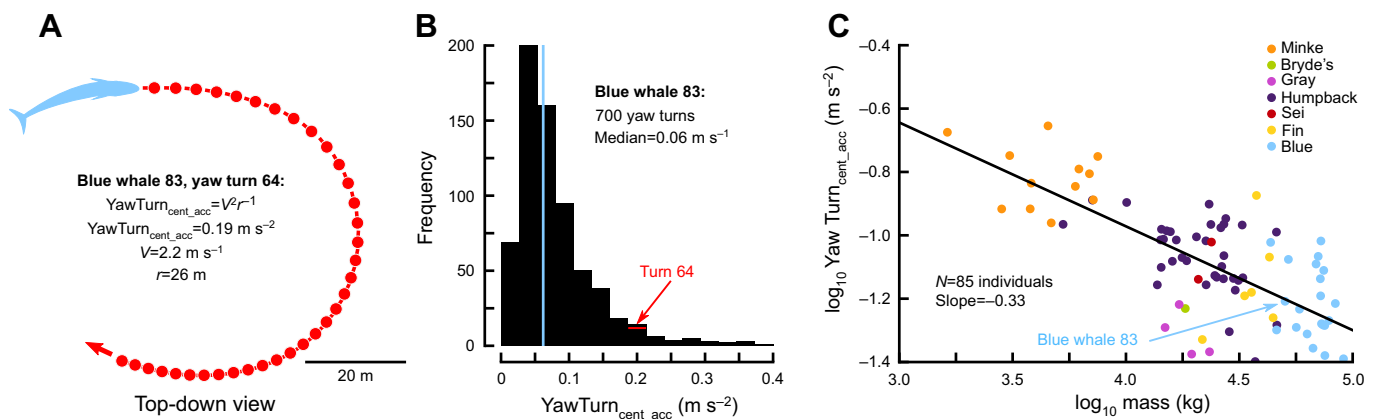 A
Blue whale 83, yaw turn 64:
YawTurn_cent_acc=V²r⁻¹
YawTurn_cent_acc=0.19 m s⁻²
V=2.2 m s⁻¹
r=26 m
20 m
Top-down view
B
200
150
100
50
0
Frequency
Blue whale 83:
700 yaw turns
Median=0.06 m s⁻¹
Turn 64
0 0.1 0.2 0.3 0.4
YawTurn_cent_acc (m s⁻²)
C
–0.4
–0.6
–0.8
–1.0
–1.2
–1.4
log₁₀ Yaw Turn_cent_acc (m s⁻²)
Minke
Bryde's
Gray
Humpback
Sei
Fin
Blue
N=85 individuals
Slope=–0.33
Blue whale 83
3.0 3.5 4.0 4.5 5.0
log₁₀ mass (kg)